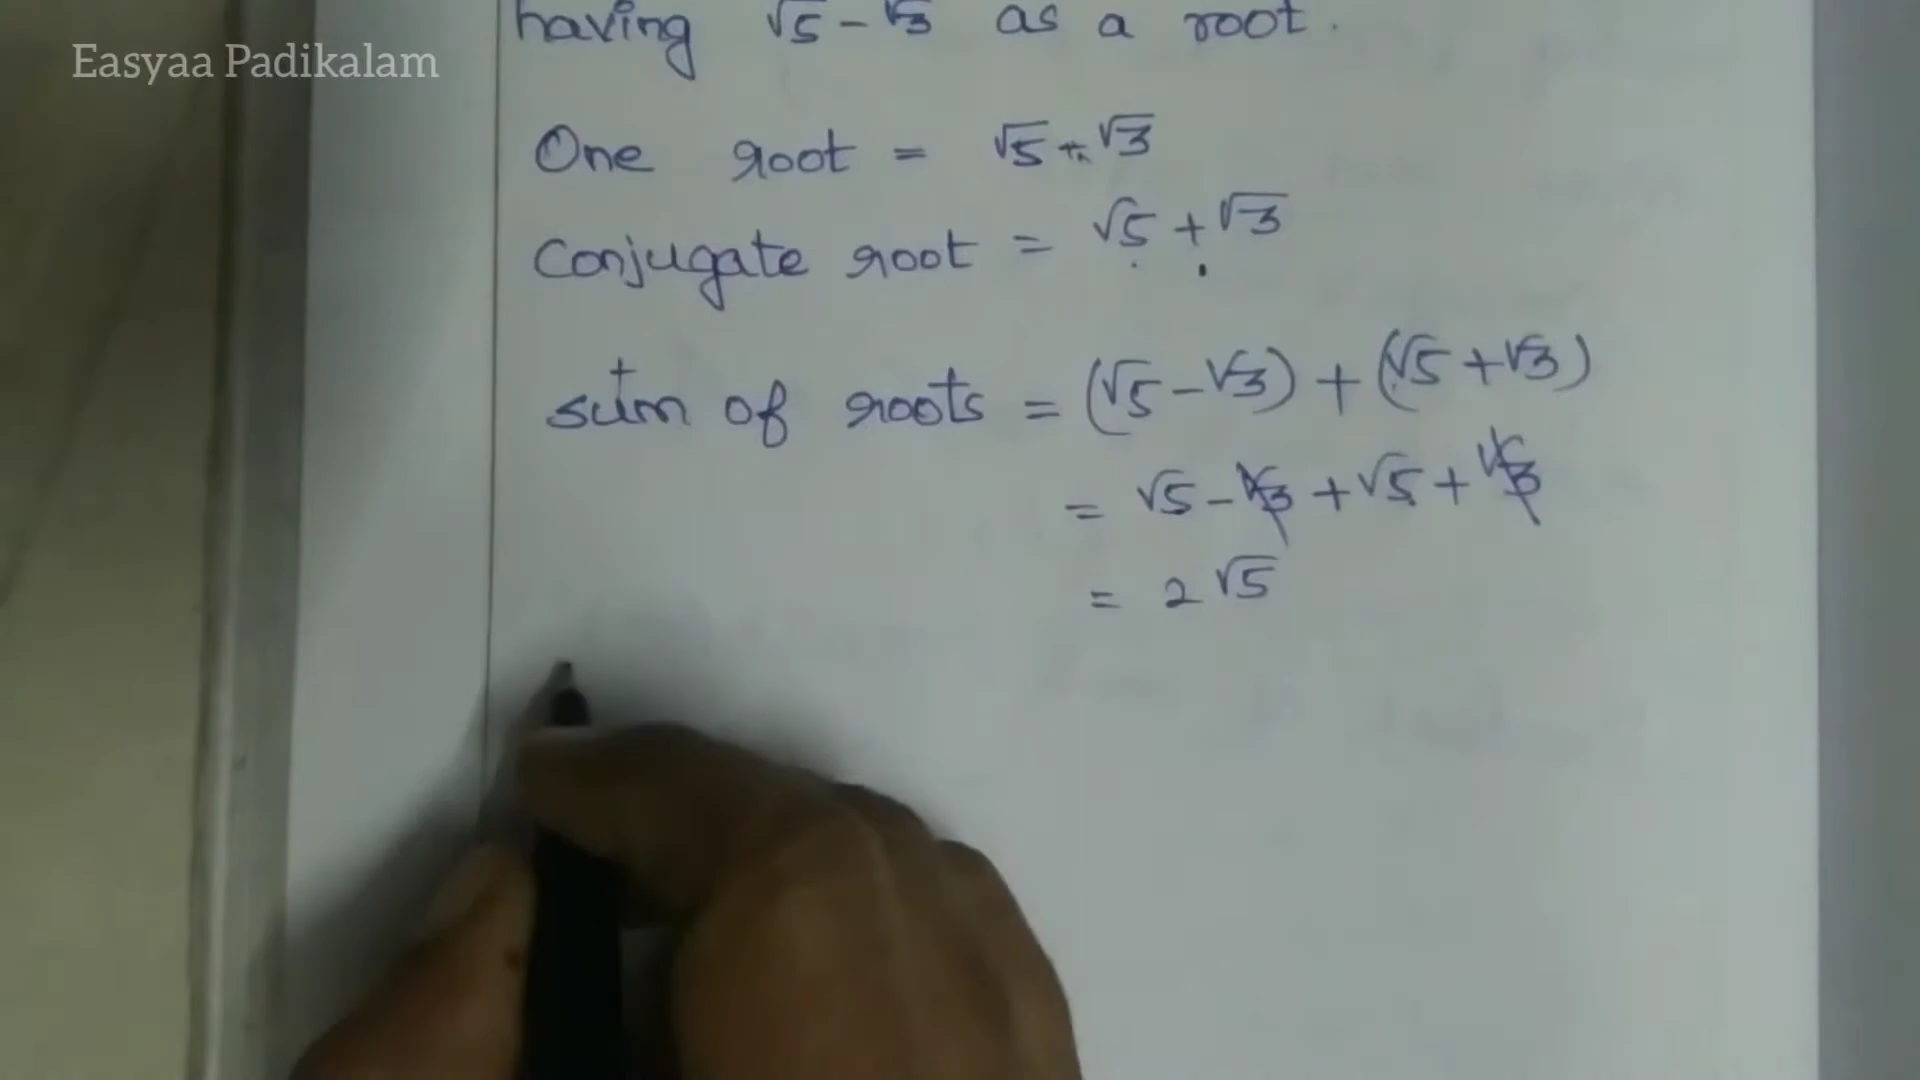 having √5 - √3 as a root.
Easyaa Padikalam
One root = √5 + √3
Conjugate root = √5 + √3
sum of roots = (√5 - √3) + (√5 + √3)
= √5 - √3 + √5 + √3
= 2√5